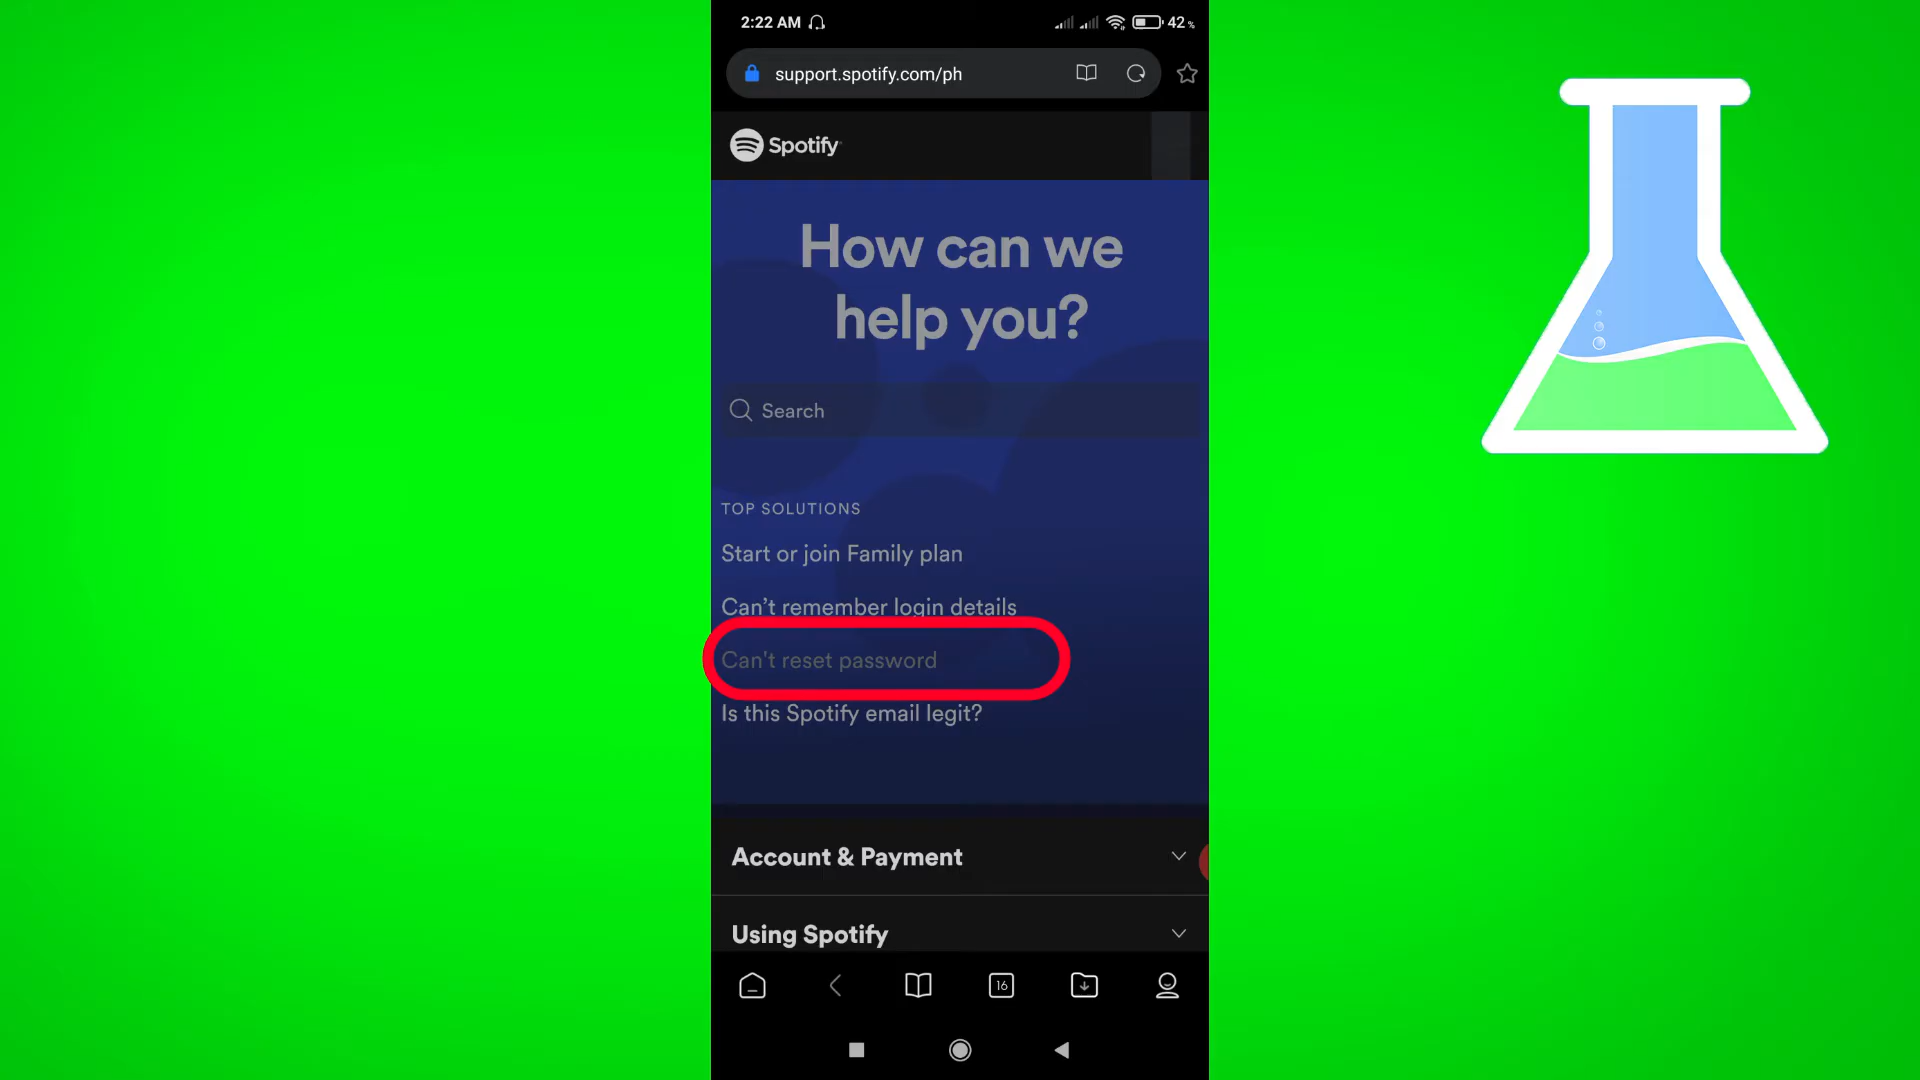 2:22 AM 42%
support.spotify.com/ph
Spotify
How can we
help you?
Search
TOP SOLUTIONS
Start or join Family plan
Can’t remember login details
Can't reset password
Is this Spotify email legit?
Account & Payment
Using Spotify
16